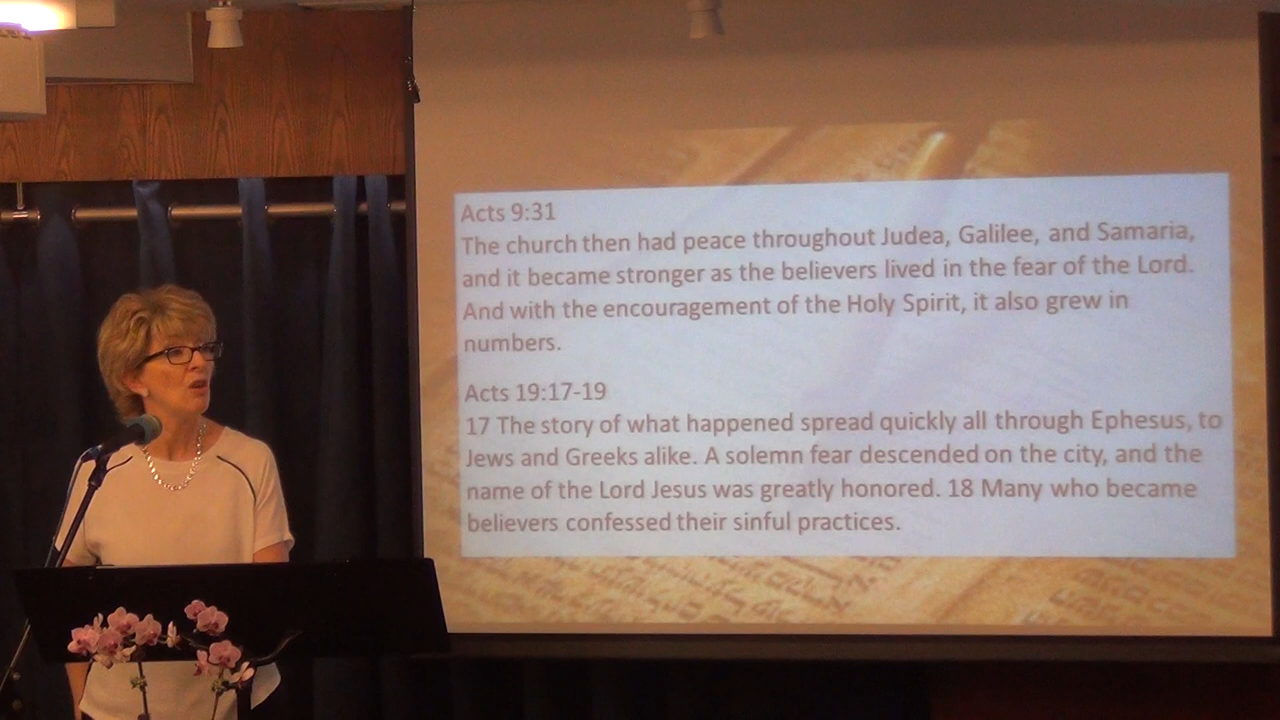 Acts 9:31
The church then had peace throughout Judea, Galilee, and Samaria,
and it became stronger as the believers lived in the fear of the Lord.
And with the encouragement of the Holy Spirit, it also grew in
numbers.
Acts 19:17-19
17 The story of what happened spread quickly all through Ephesus, to
Jews and Greeks alike. A solemn fear descended on the city, and the
name of the Lord Jesus was greatly honored. 18 Many who became
believers confessed their sinful practices.